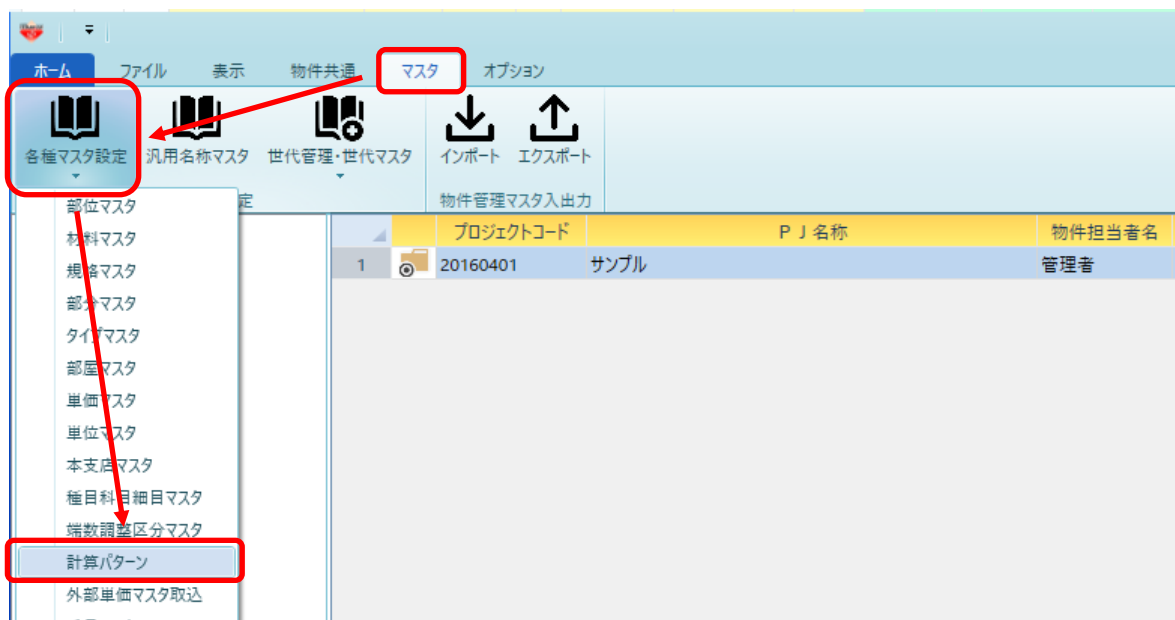 ホーム ファイル 表示 物件共通 マスタ オプション
各種マスタ設定 汎用名称マスタ 世代管理・世代マスタ インポート エクスポート
定 物件管理マスタ入出力
部位マスタ
材料マスタ
規格マスタ
部分マスタ
タイプマスタ
部屋マスタ
単価マスタ
単位マスタ
本支店マスタ
種目科目細目マスタ
端数調整区分マスタ
計算パターン
外部単価マスタ取込
プロジェクトコード ＰＪ名称 物件担当者名
1 20160401 サンプル 管理者